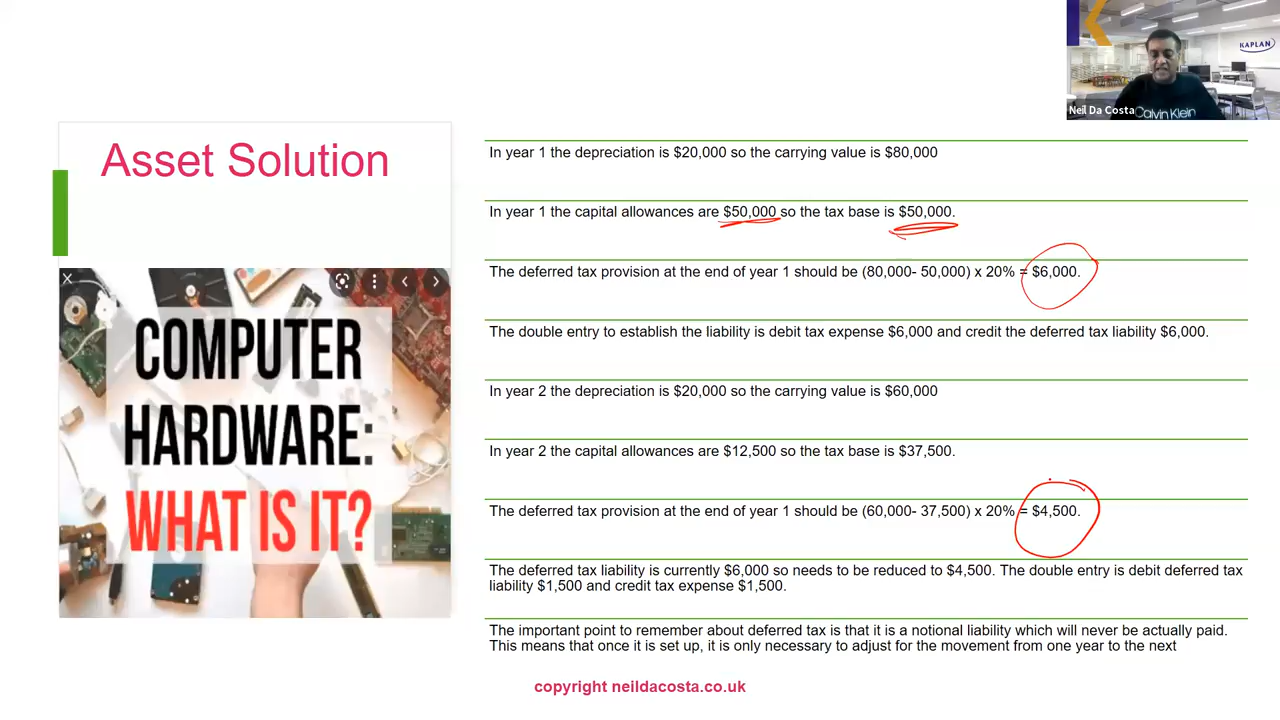 KAPLAN
Neil Da Costa
Calvin Klein
Asset Solution
COMPUTER
HARDWARE:
WHAT IS IT?
In year 1 the depreciation is $20,000 so the carrying value is $80,000
In year 1 the capital allowances are $50,000 so the tax base is $50,000.
The deferred tax provision at the end of year 1 should be (80,000- 50,000) x 20% = $6,000.
The double entry to establish the liability is debit tax expense $6,000 and credit the deferred tax liability $6,000.
In year 2 the depreciation is $20,000 so the carrying value is $60,000
In year 2 the capital allowances are $12,500 so the tax base is $37,500.
The deferred tax provision at the end of year 1 should be (60,000- 37,500) x 20% = $4,500.
The deferred tax liability is currently $6,000 so needs to be reduced to $4,500. The double entry is debit deferred tax
liability $1,500 and credit tax expense $1,500.
The important point to remember about deferred tax is that it is a notional liability which will never be actually paid.
This means that once it is set up, it is only necessary to adjust for the movement from one year to the next
copyright neildacosta.co.uk